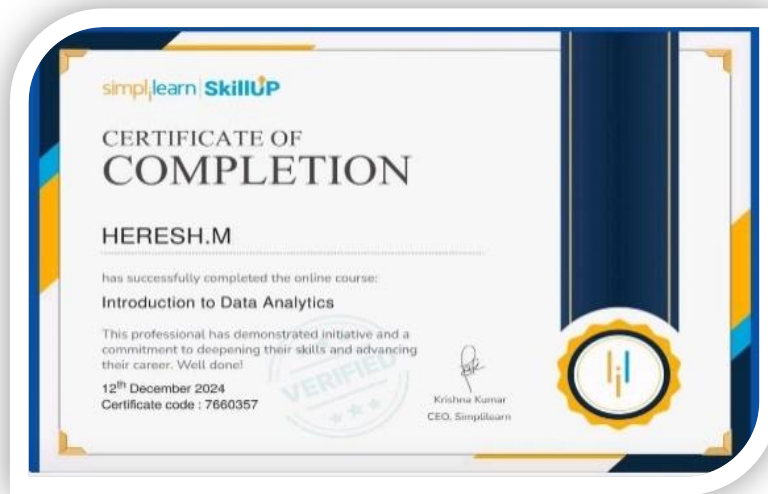 simplilearn SkillUP
CERTIFICATE OF
COMPLETION
HERESH.M
has successfully completed the online course:
Introduction to Data Analytics
This professional has demonstrated initiative and a
commitment to deepening their skills and advancing
their career. Well done!
12th December 2024
Certificate code : 7660357
VERIFIED
Krishna Kumar
CEO, Simplilearn